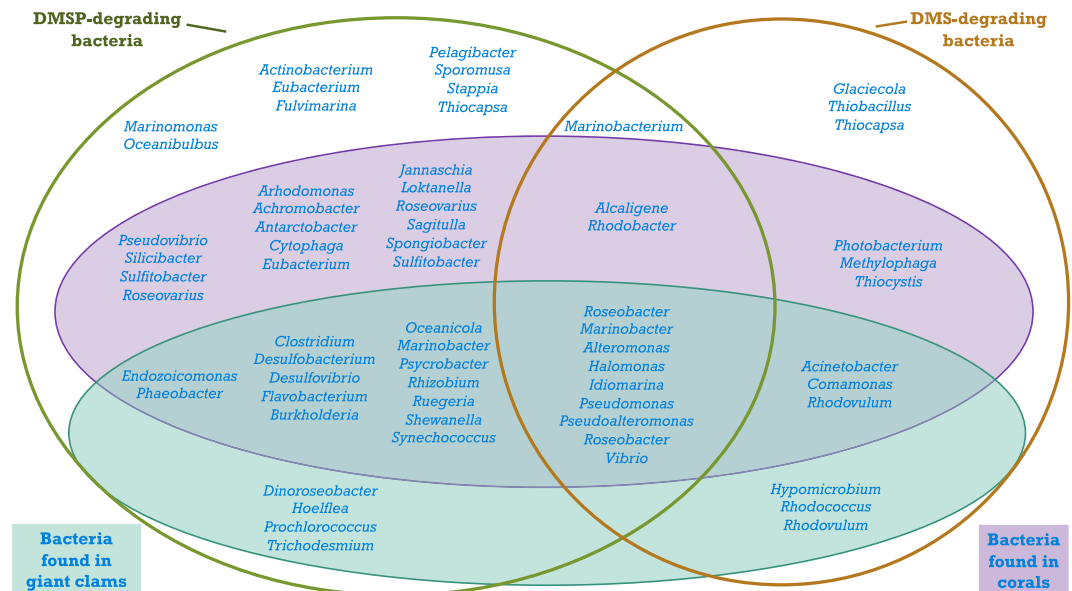 DMSP-degrading
bacteria
DMS-degrading
bacteria
Pelagibacter
Sporomusa
Stappia
Thiocapsa
Actinobacterium
Eubacterium
Fulvimarina
Marinomonas
Oceanibulbus
Marinobacterium
Glaciecola
Thiobacillus
Thiocapsa
Jannaschia
Loktanella
Roseovarius
Sagitulla
Spongiobacter
Sulfitobacter
Arhodomonas
Achromobacter
Antarctobacter
Cytophaga
Eubacterium
Pseudovibrio
Silicibacter
Sulfitobacter
Roseovarius
Alcaligene
Rhodobacter
Photobacterium
Methylophaga
Thiocystis
Endozoicomonas
Phaeobacter
Clostridium
Desulfobacterium
Desulfovibrio
Flavobacterium
Burkholderia
Oceanicola
Marinobacter
Psycrobacter
Rhizobium
Ruegeria
Shewanella
Synechococcus
Roseobacter
Marinobacter
Alteromonas
Halomonas
Idiomarina
Pseudomonas
Pseudoalteromonas
Roseobacter
Vibrio
Acinetobacter
Comamonas
Rhodovulum
Dinoroseobacter
Hoelflea
Prochlorococcus
Trichodesmium
Hypomicrobium
Rhodococcus
Rhodovulum
Bacteria
found in
giant clams
Bacteria
found in
corals